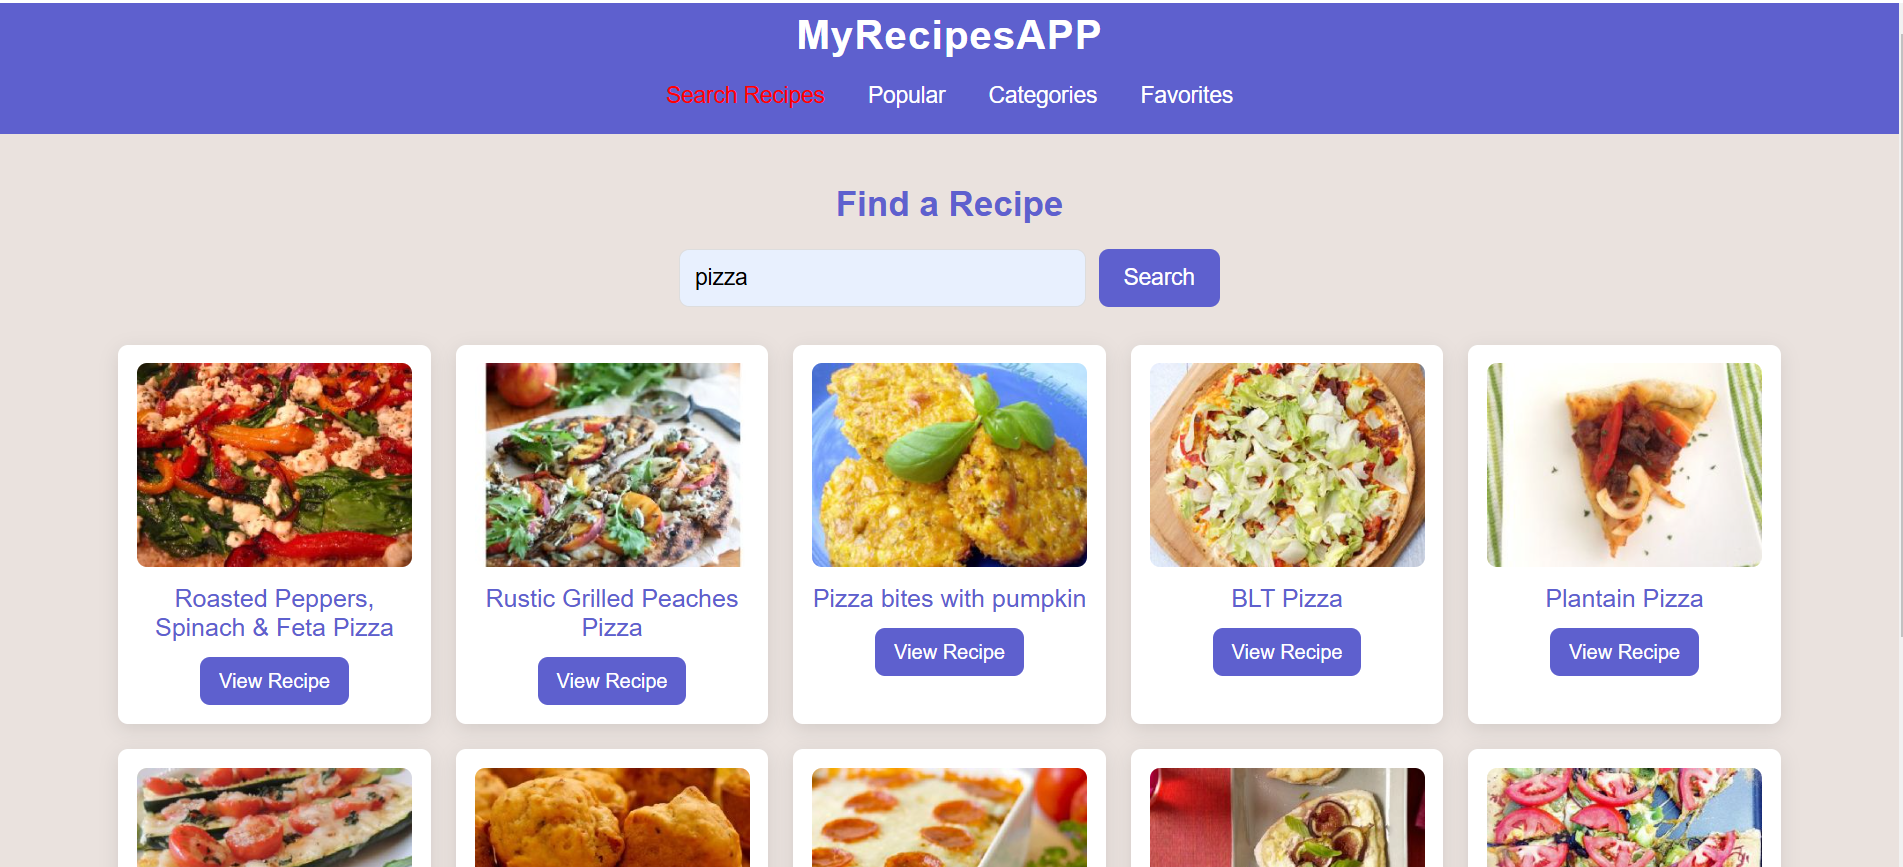 MyRecipesAPP
Search Recipes Popular Categories Favorites
Find a Recipe
pizza Search
Roasted Peppers,
Spinach & Feta Pizza
View Recipe
Rustic Grilled Peaches
Pizza
View Recipe
Pizza bites with pumpkin
View Recipe
BLT Pizza
View Recipe
Plantain Pizza
View Recipe